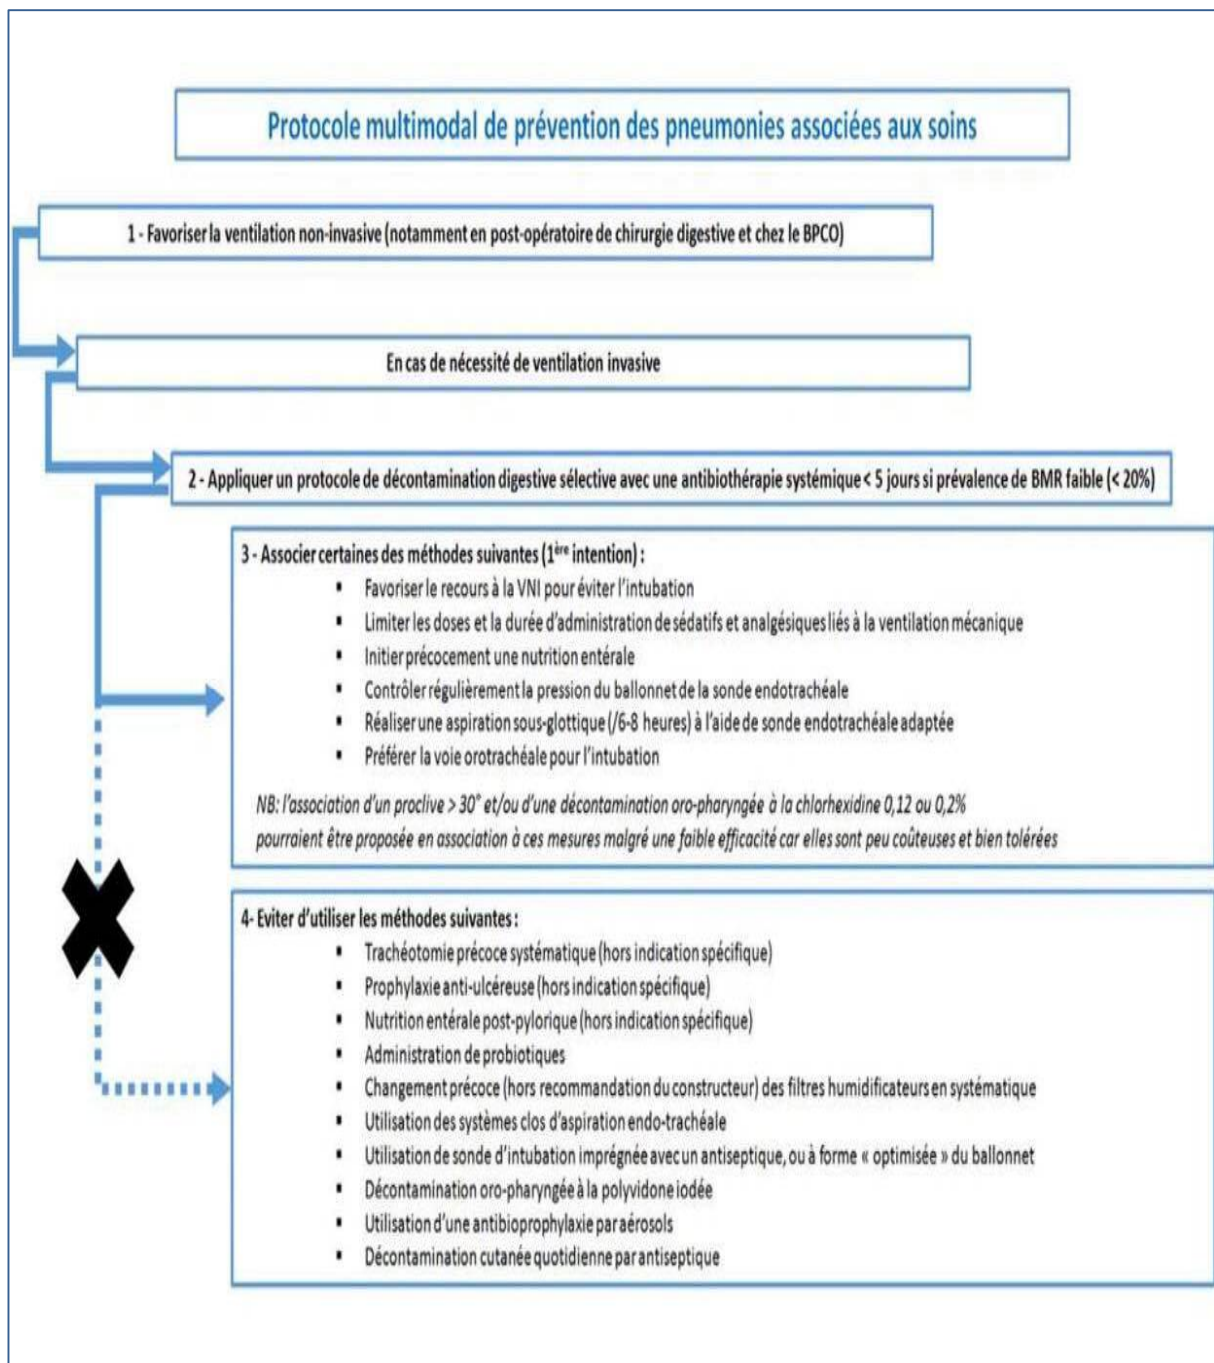 Protocole multimodal de prévention des pneumonies associées aux soins
1 - Favoriser la ventilation non-invasive (notamment en post-opératoire de chirurgie digestive et chez le BPCO)
En cas de nécessité de ventilation invasive
2 - Appliquer un protocole de décontamination digestive sélective avec une antibiothérapie systémique < 5 jours si prévalence de BMR faible (< 20%)
3 - Associer certaines des méthodes suivantes (1ère intention) :
▪ Favoriser le recours à la VNI pour éviter l'intubation
▪ Limiter les doses et la durée d'administration de sédatifs et analgésiques liés à la ventilation mécanique
▪ Initier précocement une nutrition entérale
▪ Contrôler régulièrement la pression du ballonnet de la sonde endotrachéale
▪ Réaliser une aspiration sous-glottique (/6-8 heures) à l'aide de sonde endotrachéale adaptée
▪ Préférer la voie orotrachéale pour l'intubation
NB: l'association d'un proclive > 30° et/ou d'une décontamination oro-pharyngée à la chlorhexidine 0,12 ou 0,2%
pourraient être proposée en association à ces mesures malgré une faible efficacité car elles sont peu coûteuses et bien tolérées
4- Eviter d'utiliser les méthodes suivantes :
▪ Trachéotomie précoce systématique (hors indication spécifique)
▪ Prophylaxie anti-ulcéreuse (hors indication spécifique)
▪ Nutrition entérale post-pylorique (hors indication spécifique)
▪ Administration de probiotiques
▪ Changement précoce (hors recommandation du constructeur) des filtres humidificateurs en systématique
▪ Utilisation des systèmes clos d'aspiration endo-trachéale
▪ Utilisation de sonde d'intubation imprégnée avec un antiseptique, ou à forme « optimisée » du ballonnet
▪ Décontamination oro-pharyngée à la polyvidone iodée
▪ Utilisation d'une antibioprophylaxie par aérosols
▪ Décontamination cutanée quotidienne par antiseptique